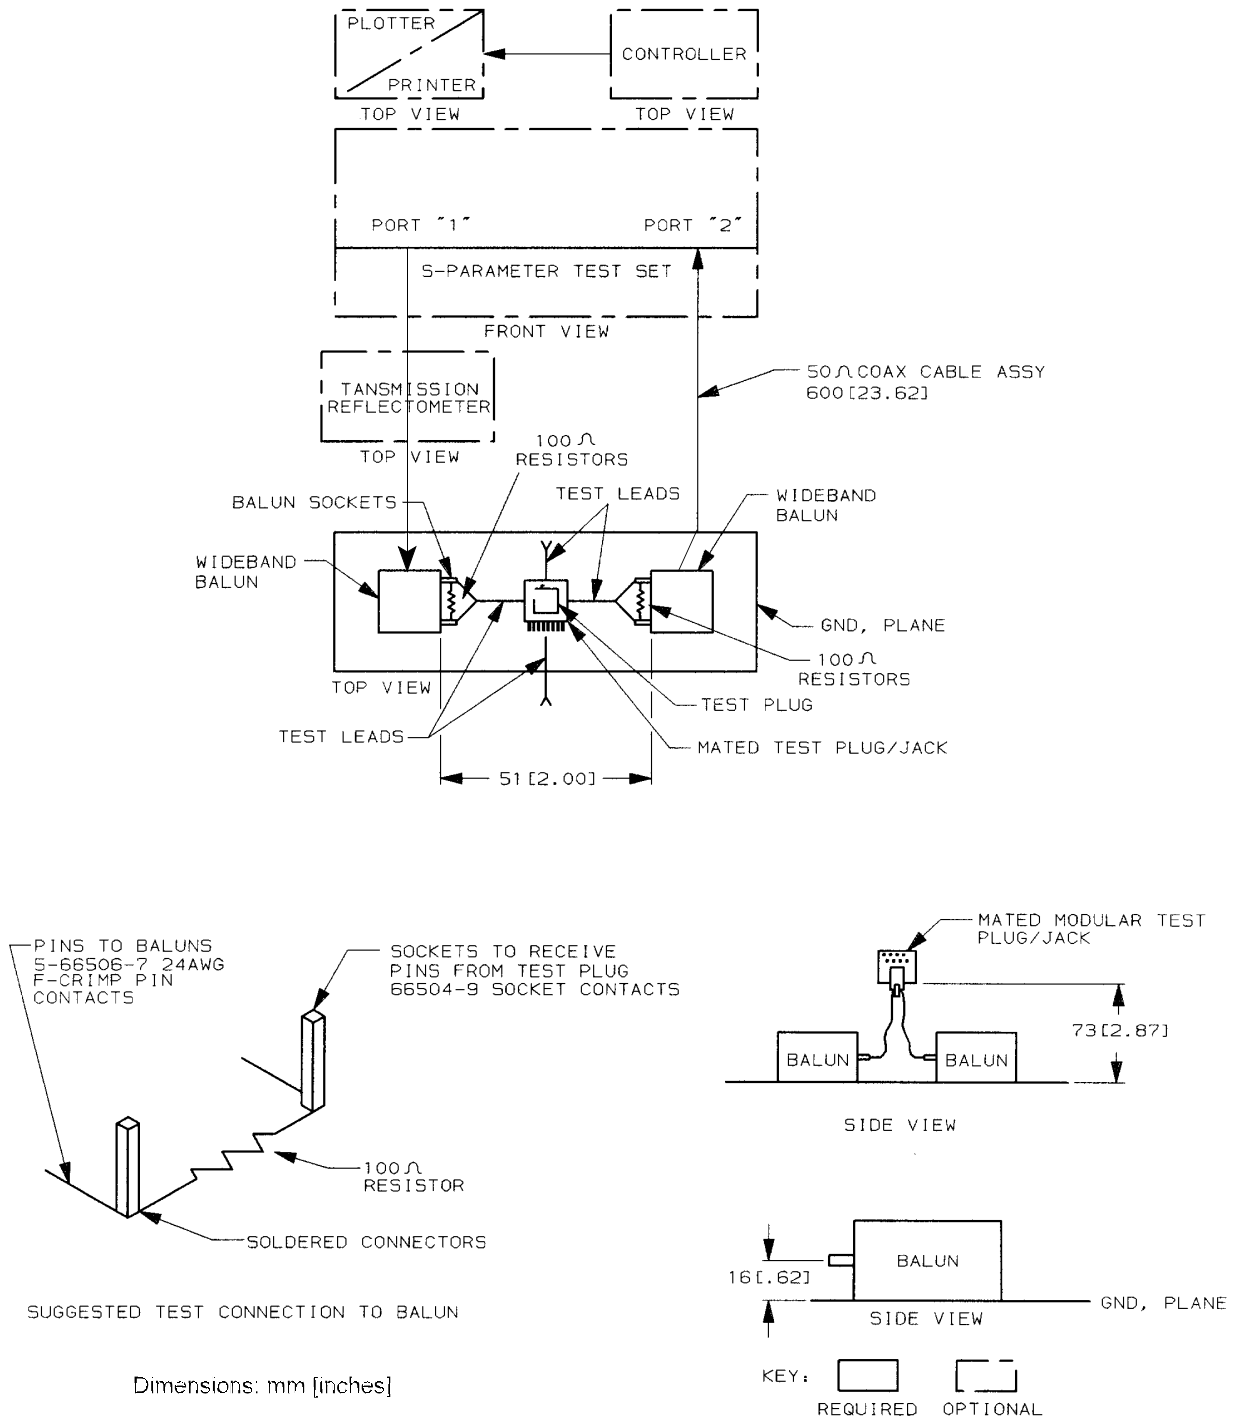 PLOTTER
PRINTER
TOP VIEW
CONTROLLER
TOP VIEW
PORT "1"
PORT "2"
S-PARAMETER TEST SET
FRONT VIEW
TANSMISSION
REFLECTOMETER
TOP VIEW
50Ω COAX CABLE ASSY
600[23.62]
100Ω
RESISTORS
BALUN SOCKETS
TEST LEADS
WIDEBAND
BALUN
WIDEBAND
BALUN
GND, PLANE
100Ω
RESISTORS
TOP VIEW
TEST PLUG
TEST LEADS
MATED TEST PLUG/JACK
51[2.00]
PINS TO BALUNS
5-66506-7 24AWG
F-CRIMP PIN
CONTACTS
SOCKETS TO RECEIVE
PINS FROM TEST PLUG
66504-9 SOCKET CONTACTS
100Ω
RESISTOR
SOLDERED CONNECTORS
SUGGESTED TEST CONNECTION TO BALUN
MATED MODULAR TEST
PLUG/JACK
73[2.87]
BALUN
BALUN
SIDE VIEW
BALUN
16[.62]
GND, PLANE
SIDE VIEW
Dimensions: mm [inches]
KEY:
REQUIRED
OPTIONAL